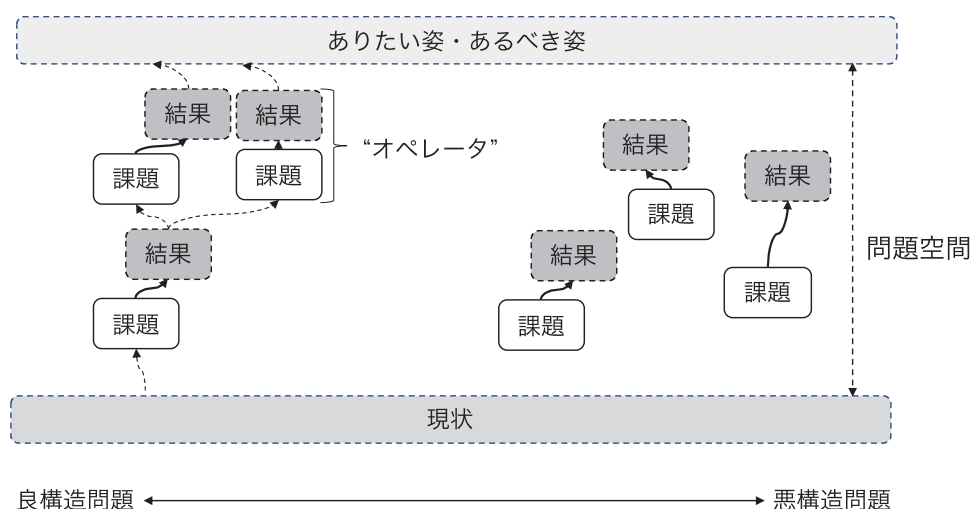 ありたい姿・あるべき姿
結果
結果
“オペレータ”
課題
課題
結果
課題
結果
課題
結果
課題
結果
課題
問題空間
現状
良構造問題
悪構造問題